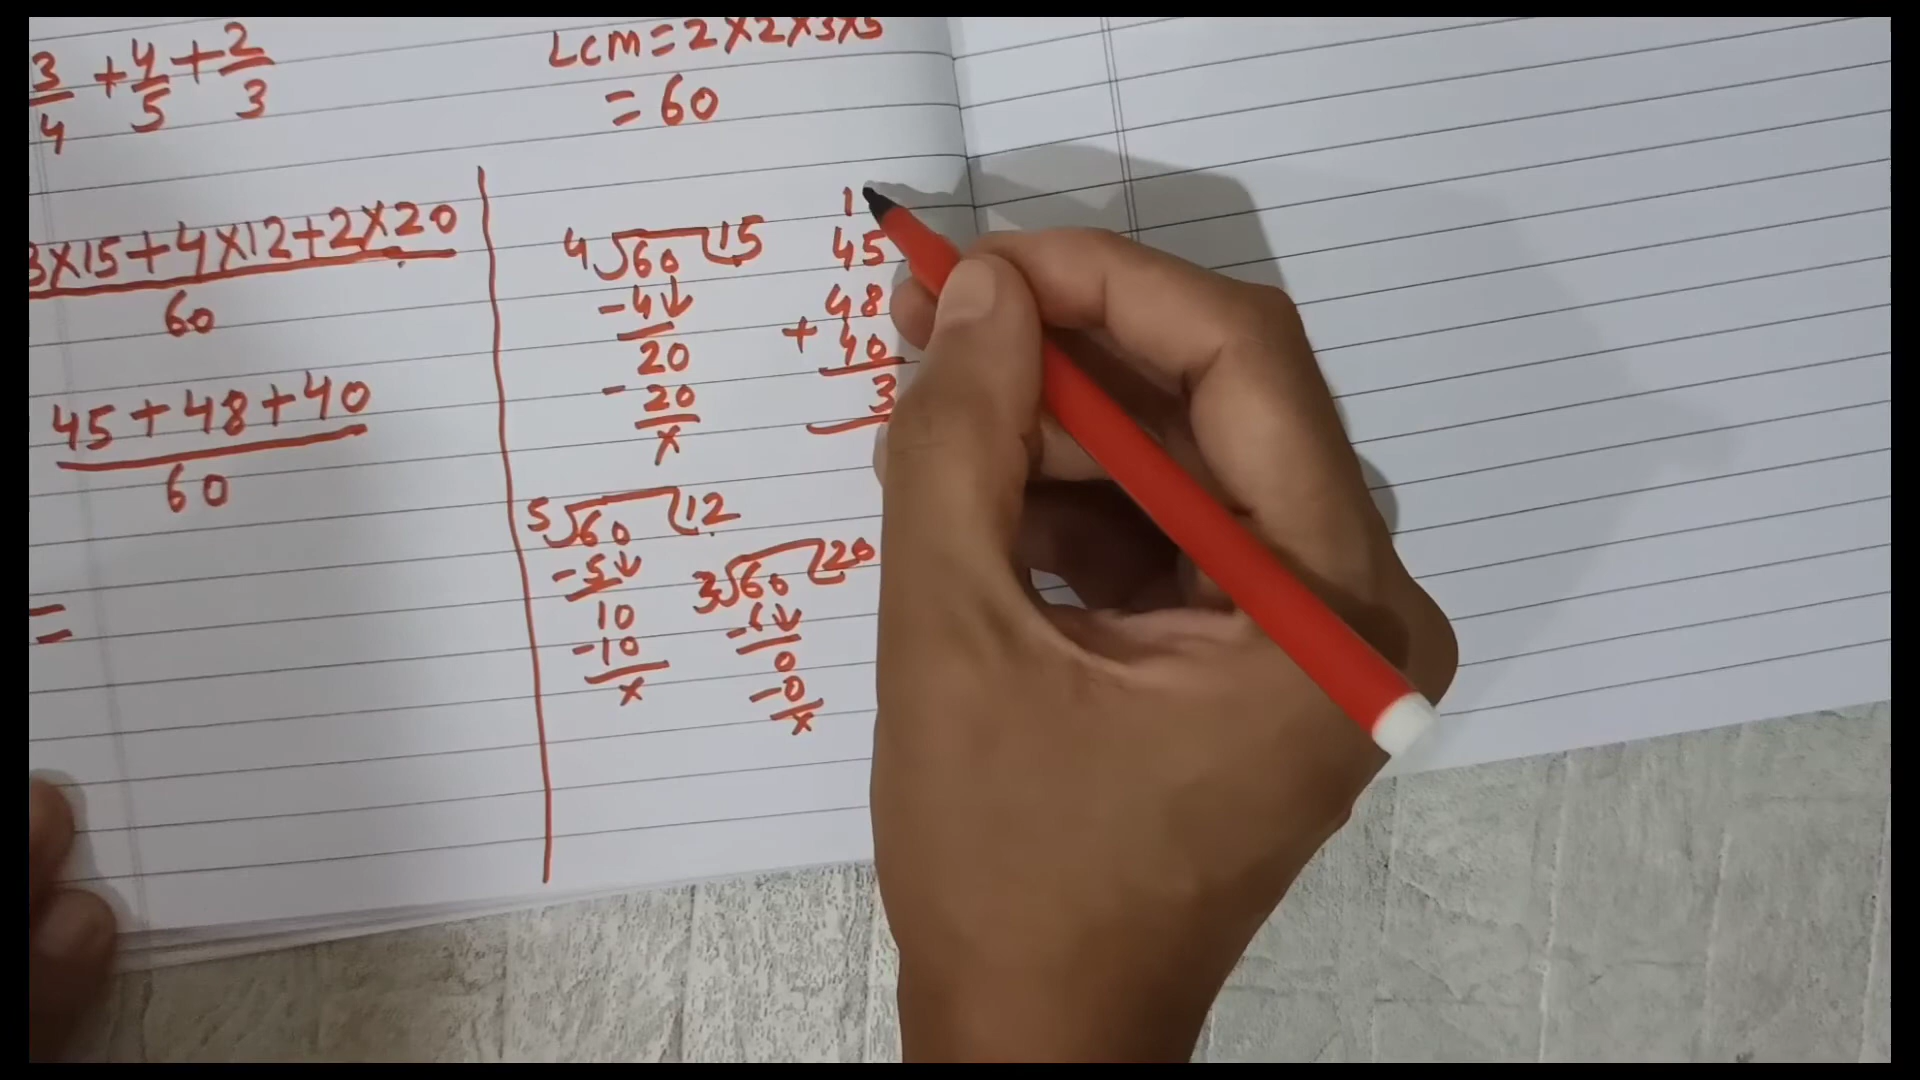 3/4 + 4/5 + 2/3
LCM = 2 × 2 × 3 × 5
= 60
3×15 + 4×12 + 2×20
60
45 + 48 + 40
60
=
4 √60 15
- 4↓
20
- 20
x
1
45
48
+ 40
3
5 √60 12
- 5↓
10
- 10
x
3 √60 20
- 6↓
0
- 0
x